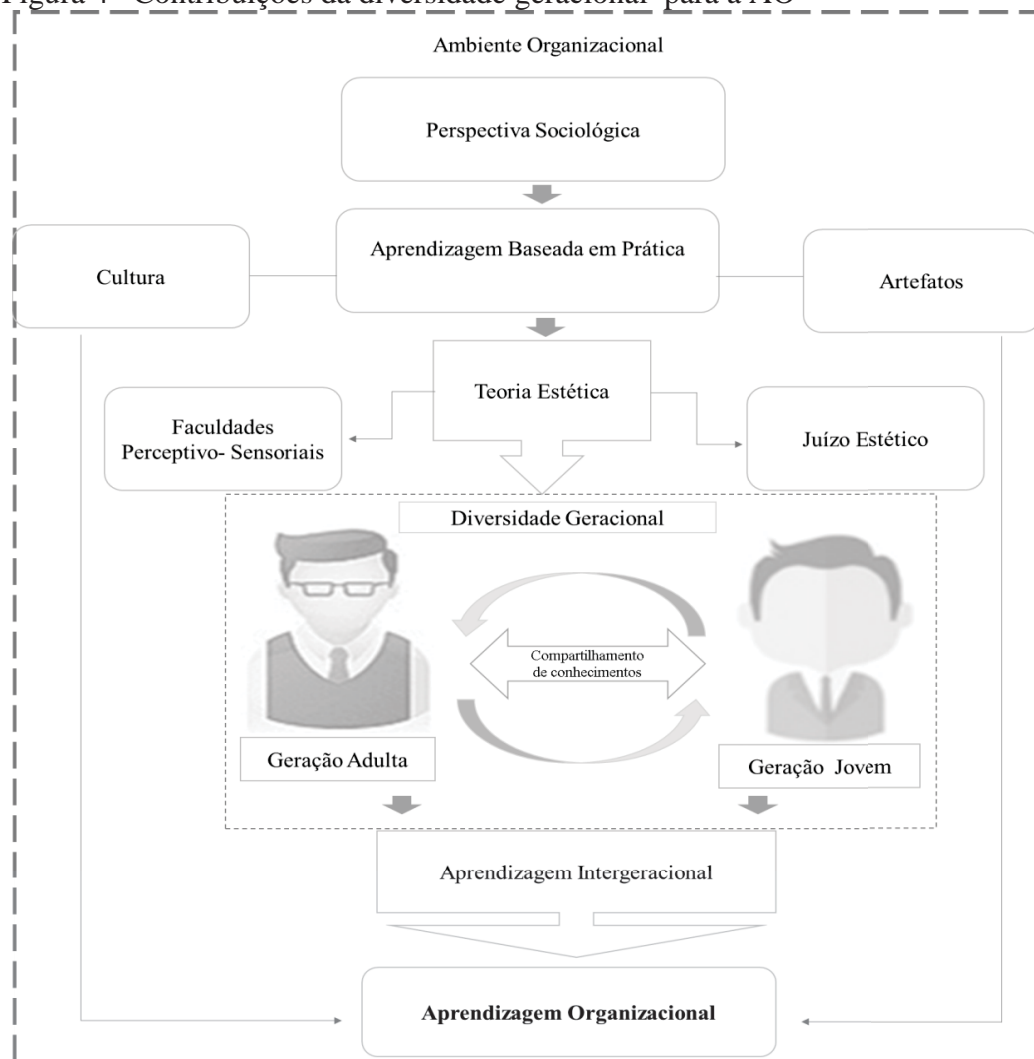 Figura 4 - Contribuições da diversidade geracional para a AO
Ambiente Organizacional
Perspectiva Sociológica
Aprendizagem Baseada em Prática
Cultura
Artefatos
Teoria Estética
Faculdades
Perceptivo- Sensoriais
Juízo Estético
Diversidade Geracional
Compartilhamento
de conhecimentos
Geração Adulta
Geração Jovem
Aprendizagem Intergeracional
Aprendizagem Organizacional